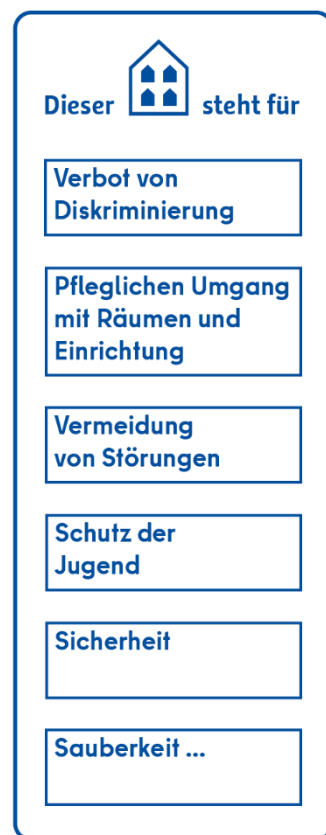 Dieser steht für
Verbot von
Diskriminierung
Pfleglichen Umgang
mit Räumen und
Einrichtung
Vermeidung
von Störungen
Schutz der
Jugend
Sicherheit
Sauberkeit ...